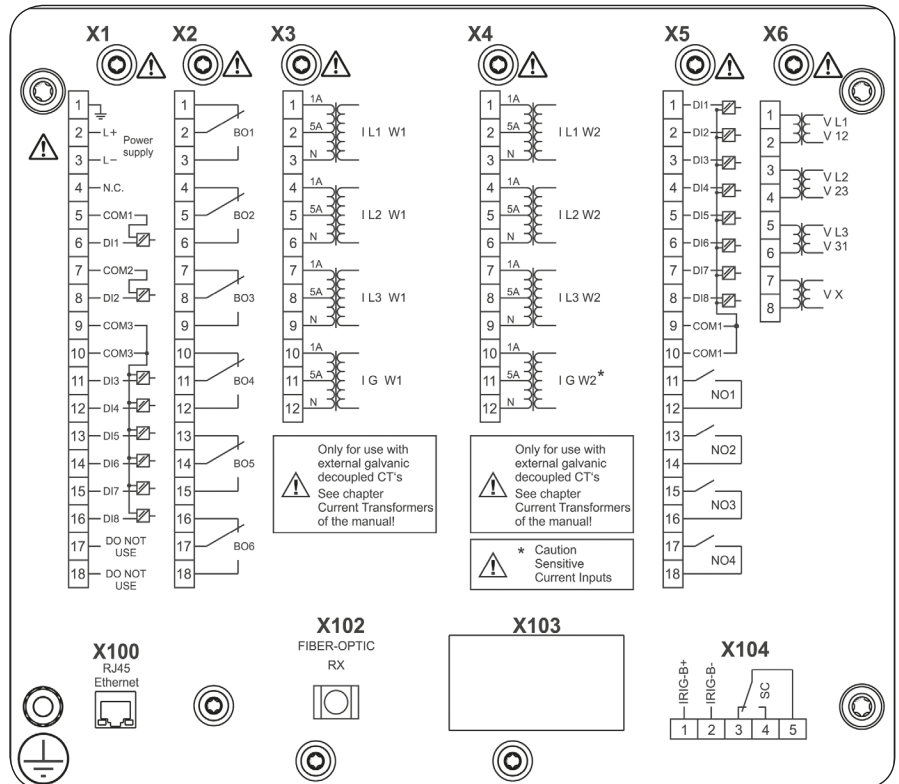 X1
1
2 L+
Power
supply
3 L−
4 N.C.
5 COM1
6 DI1
7 COM2
8 DI2
9 COM3
10 COM3
11 DI3
12 DI4
13 DI5
14 DI6
15 DI7
16 DI8
17 DO NOT
USE
18 DO NOT
USE
X2
1
2 BO1
3
4
5 BO2
6
7
8 BO3
9
10
11 BO4
12
13
14 BO5
15
16
17 BO6
18
X3
1 1A
2 5A I L1 W1
3 N
4 1A
5 5A I L2 W1
6 N
7 1A
8 5A I L3 W1
9 N
10 1A
11 5A I G W1
12 N
Only for use with
external galvanic
decoupled CT's
See chapter
Current Transformers
of the manual!
X4
1 1A
2 5A I L1 W2
3 N
4 1A
5 5A I L2 W2
6 N
7 1A
8 5A I L3 W2
9 N
10 1A
11 5A I G W2*
12 N
Only for use with
external galvanic
decoupled CT's
See chapter
Current Transformers
of the manual!
* Caution
Sensitive
Current Inputs
X5
1 DI1
2 DI2
3 DI3
4 DI4
5 DI5
6 DI6
7 DI7
8 DI8
9 COM1
10 COM1
11
NO1
12
13
NO2
14
15
NO3
16
17
NO4
18
X6
1 V L1
2 V 12
3 V L2
4 V 23
5 V L3
6 V 31
7
V X
8
X100
RJ45
Ethernet
X102
FIBER-OPTIC
RX
X103
X104
IRIG-B+
IRIG-B-
SC
1 2 3 4 5